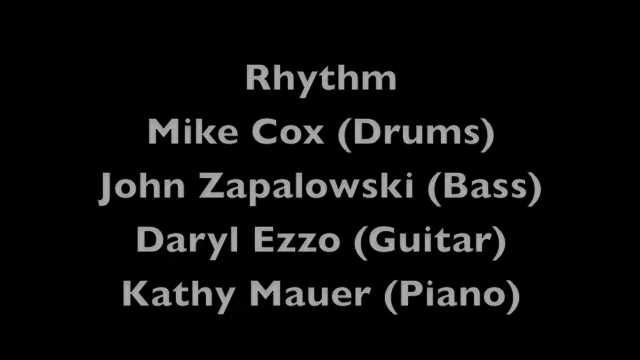 Rhythm
Mike Cox (Drums)
John Zapalowski (Bass)
Daryl Ezzo (Guitar)
Kathy Mauer (Piano)